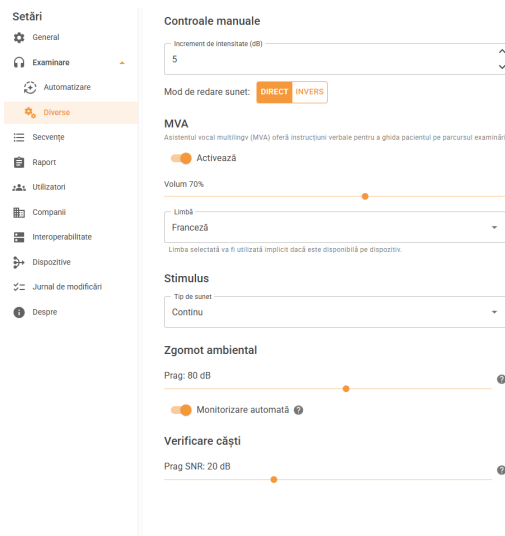 Setări
General
Examinare
Automatizare
Diverse
Secvențe
Raport
Utilizatori
Companii
Interoperabilitate
Dispozitive
Jurnal de modificări
Despre
Controale manuale
Increment de intensitate (dB)
5
Mod de redare sunet: DIRECT INVERS
MVA
Asistentul vocal multilingv (MVA) oferă instrucțiuni verbale pentru a ghida pacientul pe parcursul examinări
Activează
Volum 70%
Limbă
Franceză
Limba selectată va fi utilizată implicit dacă este disponibilă pe dispozitiv.
Stimulus
Tip de sunet
Continu
Zgomot ambiental
Prag: 80 dB
Monitorizare automată
Verificare căști
Prag SNR: 20 dB